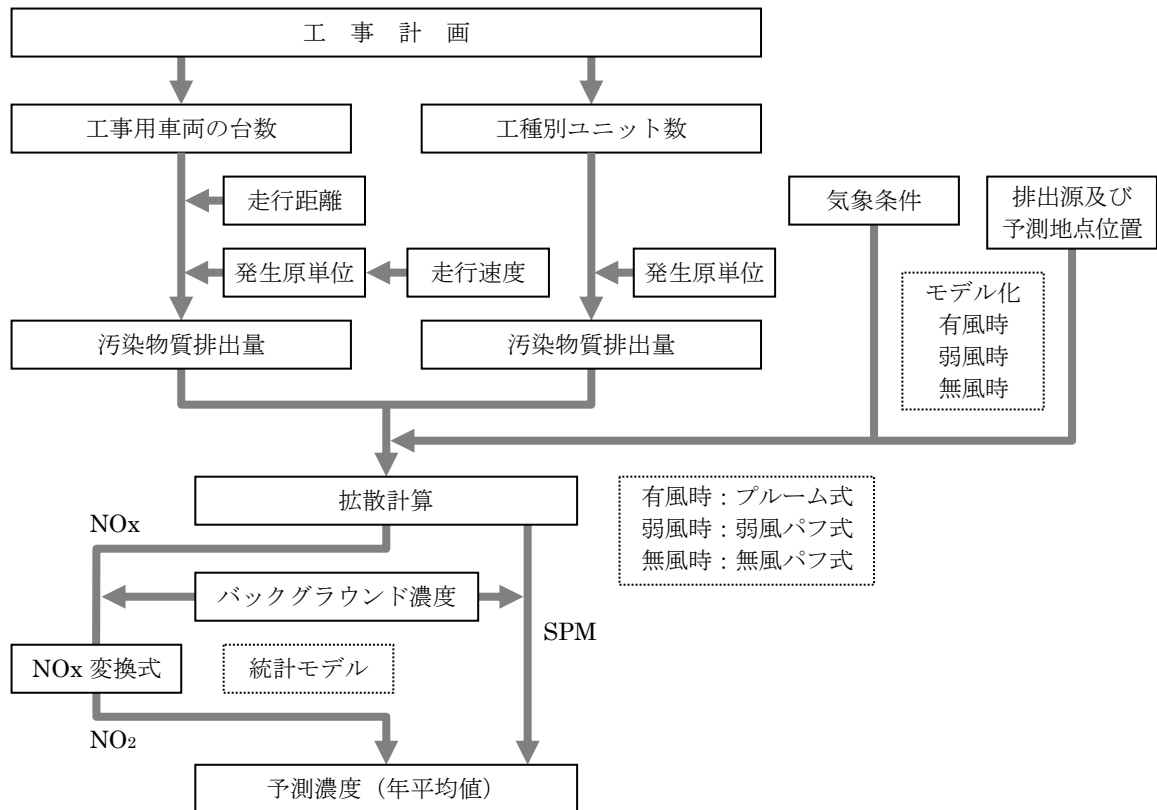 工 事 計 画
工事用車両の台数
工種別ユニット数
走行距離
気象条件
排出源及び
予測地点位置
発生原単位
走行速度
発生原単位
モデル化
有風時
弱風時
無風時
汚染物質排出量
汚染物質排出量
拡散計算
有風時：プルーム式
弱風時：弱風パフ式
無風時：無風パフ式
NOx
バックグラウンド濃度
SPM
NOx 変換式
統計モデル
NO₂
予測濃度（年平均値）